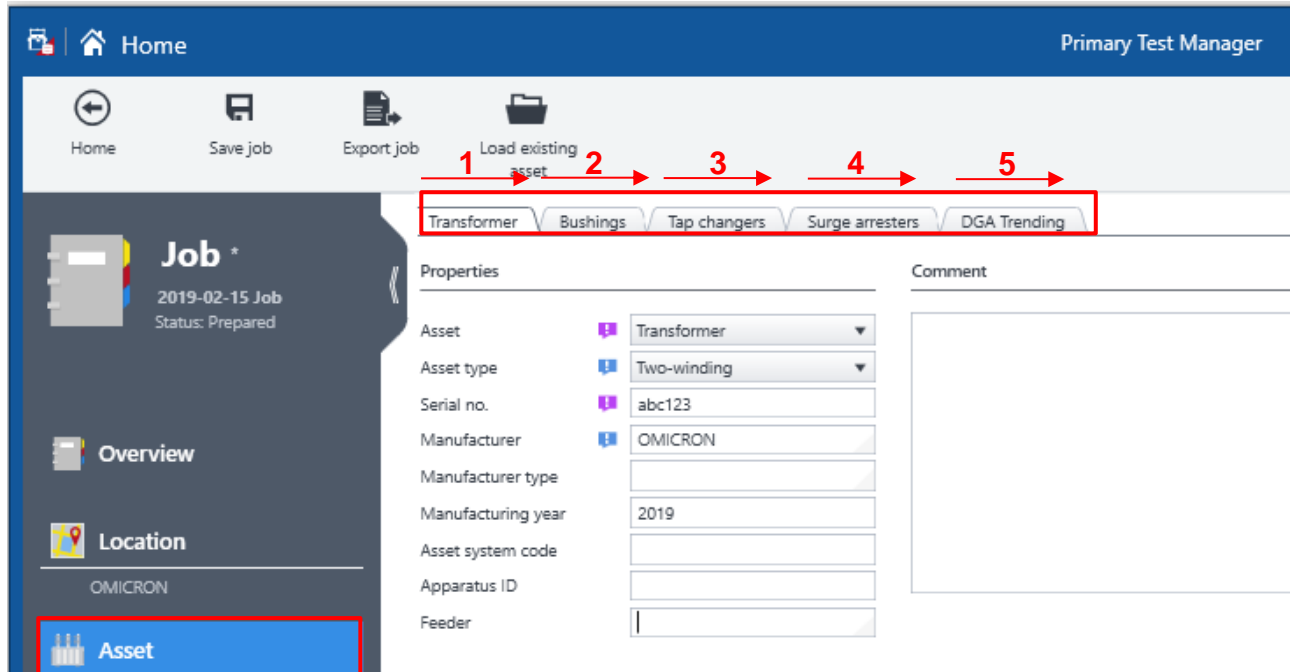 Home
Primary Test Manager
Home
Save job
Export job
Load existing
asset
1
2
3
4
5
Transformer
Bushings
Tap changers
Surge arresters
DGA Trending
Job *
2019-02-15 Job
Status: Prepared
Overview
Location
OMICRON
Asset
Properties
Comment
Asset
Transformer
Asset type
Two-winding
Serial no.
abc123
Manufacturer
OMICRON
Manufacturer type
Manufacturing year
2019
Asset system code
Apparatus ID
Feeder